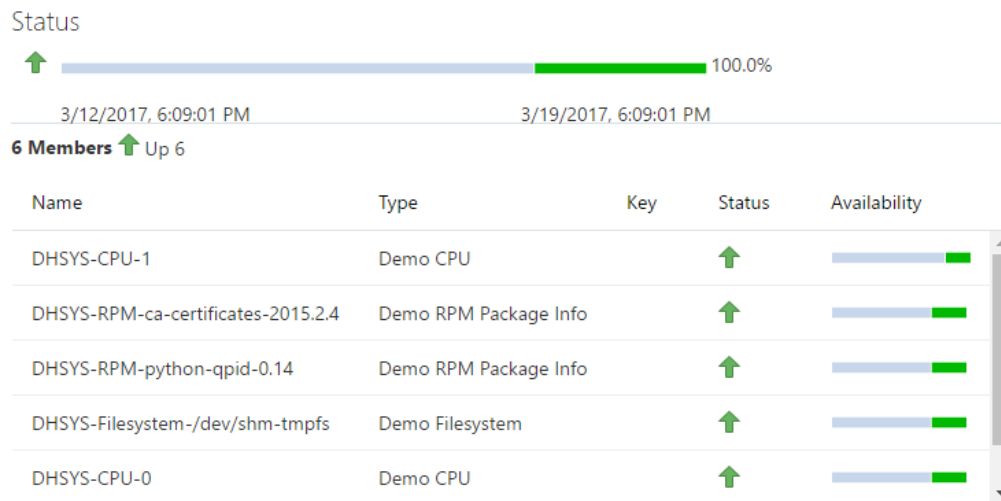 Status
100.0%
3/12/2017, 6:09:01 PM 3/19/2017, 6:09:01 PM
6 Members Up 6
Name Type Key Status Availability
DHSYS-CPU-1 Demo CPU
DHSYS-RPM-ca-certificates-2015.2.4 Demo RPM Package Info
DHSYS-RPM-python-qpid-0.14 Demo RPM Package Info
DHSYS-Filesystem-/dev/shm-tmpfs Demo Filesystem
DHSYS-CPU-0 Demo CPU